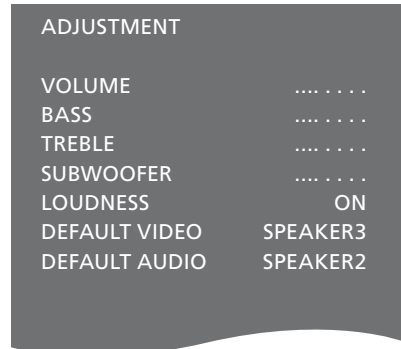 ADJUSTMENT
VOLUME .... . . . .
BASS .... . . . .
TREBLE .... . . . .
SUBWOOFER .... . . . .
LOUDNESS ON
DEFAULT VIDEO SPEAKER3
DEFAULT AUDIO SPEAKER2